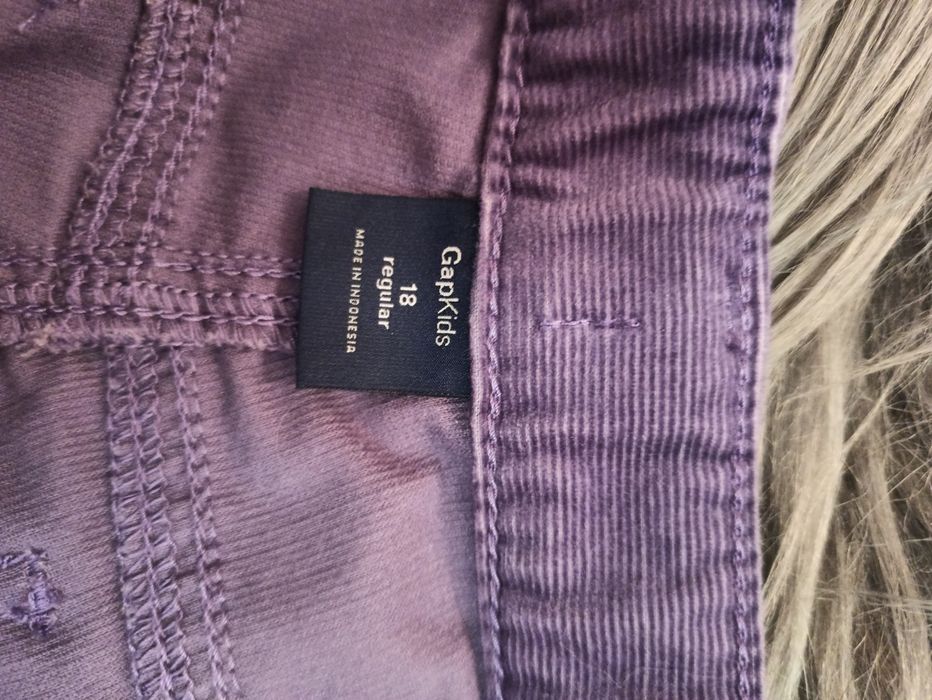 GapKids
18
regular
MADE IN INDONESIA